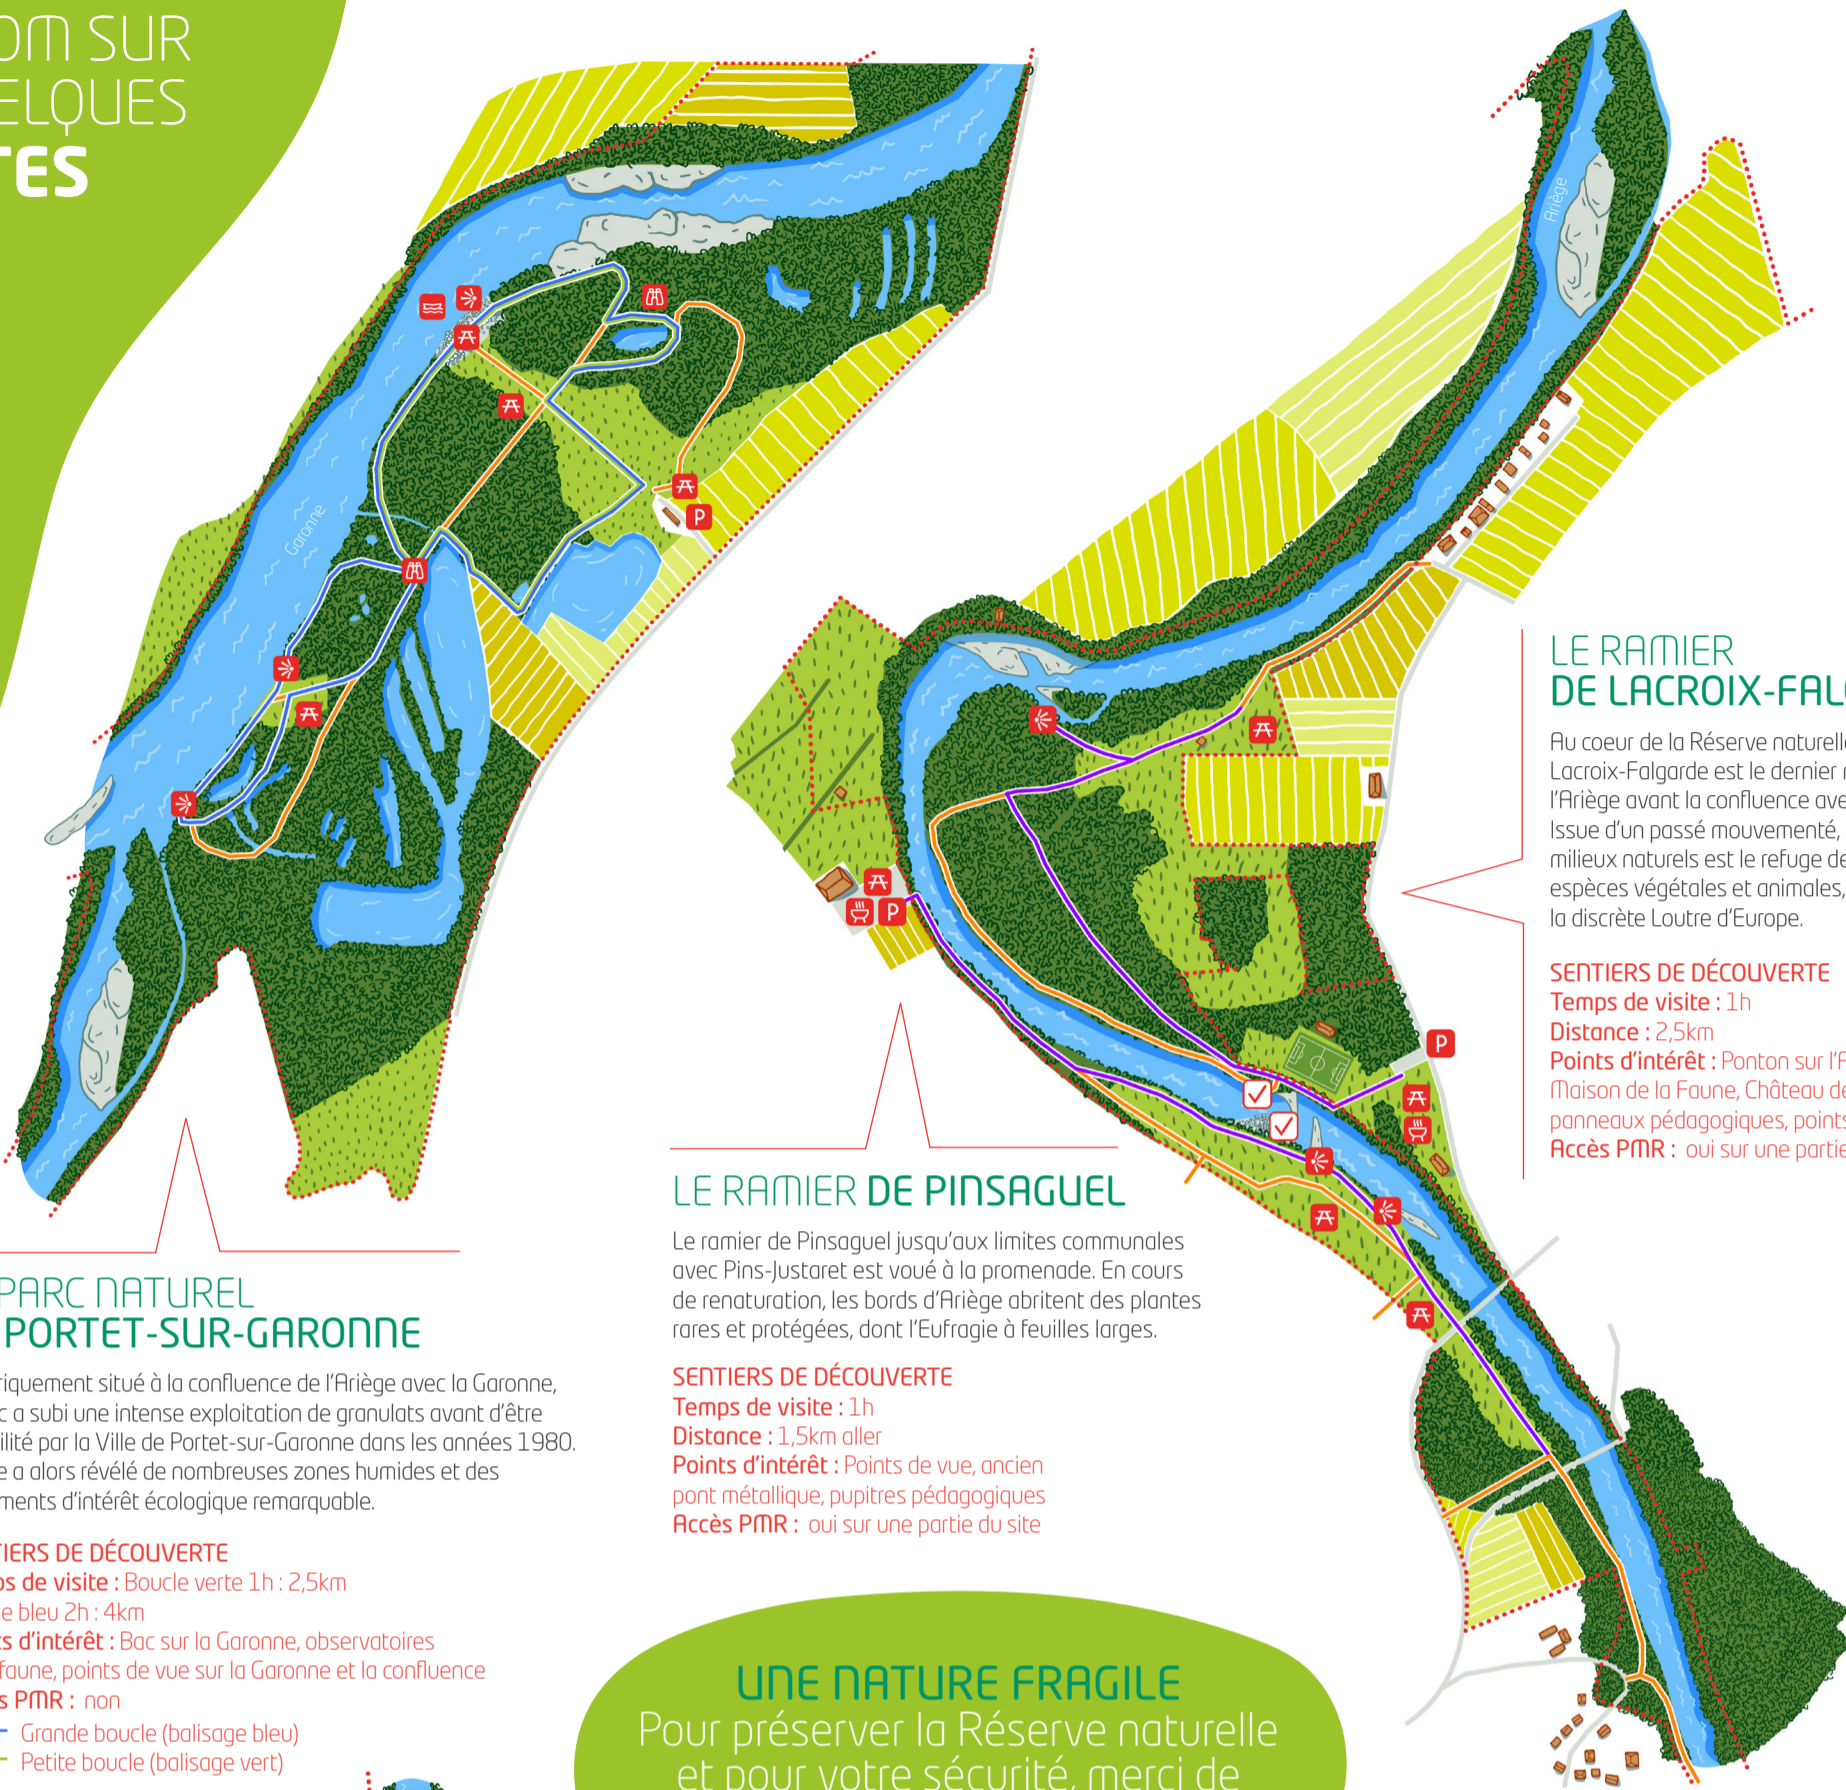 OM SUR
ELQUES
TES
Garonne
Ariège
P
P
P
LE RAMIER
DE LACROIX-FAL
Au coeur de la Réserve naturell
Lacroix-Falgarde est le dernier
l'Ariège avant la confluence ave
Issue d'un passé mouvementé,
milieux naturels est le refuge de
espèces végétales et animales,
la discrète Loutre d'Europe.
SENTIERS DE DÉCOUVERTE
Temps de visite : 1h
Distance : 2,5km
Points d'intérêt : Ponton sur l'
Maison de la Faune, Château de
panneaux pédagogiques, points
Accès PMR : oui sur une partie
LE RAMIER DE PINSAGUEL
Le ramier de Pinsaguel jusqu'aux limites communales
avec Pins-Justaret est voué à la promenade. En cours
de renaturation, les bords d'Ariège abritent des plantes
rares et protégées, dont l'Eufragie à feuilles larges.
SENTIERS DE DÉCOUVERTE
Temps de visite : 1h
Distance : 1,5km aller
Points d'intérêt : Points de vue, ancien
pont métallique, pupitres pédagogiques
Accès PMR : oui sur une partie du site
PARC NATUREL
PORTET-SUR-GARONNE
riquement situé à la confluence de l'Ariège avec la Garonne,
c a subi une intense exploitation de granulats avant d'être
ilité par la Ville de Portet-sur-Garonne dans les années 1980.
e a alors révélé de nombreuses zones humides et des
ments d'intérêt écologique remarquable.
TIERS DE DÉCOUVERTE
ps de visite : Boucle verte 1h : 2,5km
e bleu 2h : 4km
ts d'intérêt : Bac sur la Garonne, observatoires
faune, points de vue sur la Garonne et la confluence
s PMR : non
Grande boucle (balisage bleu)
Petite boucle (balisage vert)
UNE NATURE FRAGILE
Pour préserver la Réserve naturelle
et pour votre sécurité, merci de